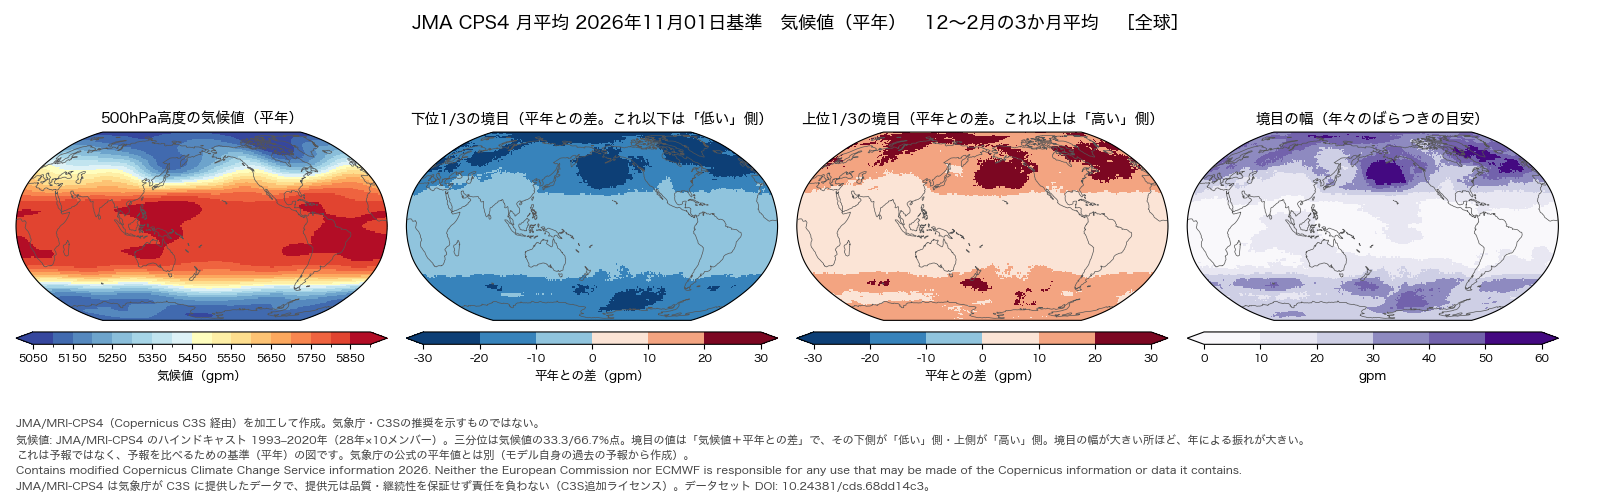 JMA CPS4 月平均 2026年11月01日基準　気候値（平年）　12～2月の3か月平均　［全球］
500hPa高度の気候値（平年）
下位1/3の境目（平年との差。これ以下は「低い」側）
上位1/3の境目（平年との差。これ以上は「高い」側）
境目の幅（年々のばらつきの目安）
5050 5150 5250 5350 5450 5550 5650 5750 5850
気候値（gpm）
-30 -20 -10 0 10 20 30
平年との差（gpm）
-30 -20 -10 0 10 20 30
平年との差（gpm）
0 10 20 30 40 50 60
gpm
JMA/MRI-CPS4（Copernicus C3S 経由）を加工して作成。気象庁・C3Sの推奨を示すものではない。
気候値: JMA/MRI-CPS4 のハインドキャスト 1993–2020年（28年×10メンバー）。三分位は気候値の33.3/66.7%点。境目の値は「気候値＋平年との差」で、その下側が「低い」側・上側が「高い」側。境目の幅が大きい所ほど、年による振れが大きい。
これは予報ではなく、予報を比べるための基準（平年）の図です。気象庁の公式の平年値とは別（モデル自身の過去の予報から作成）。
Contains modified Copernicus Climate Change Service information 2026. Neither the European Commission nor ECMWF is responsible for any use that may be made of the Copernicus information or data it contains.
JMA/MRI-CPS4 は気象庁が C3S に提供したデータで、提供元は品質・継続性を保証せず責任を負わない（C3S追加ライセンス）。データセット DOI: 10.24381/cds.68dd14c3。